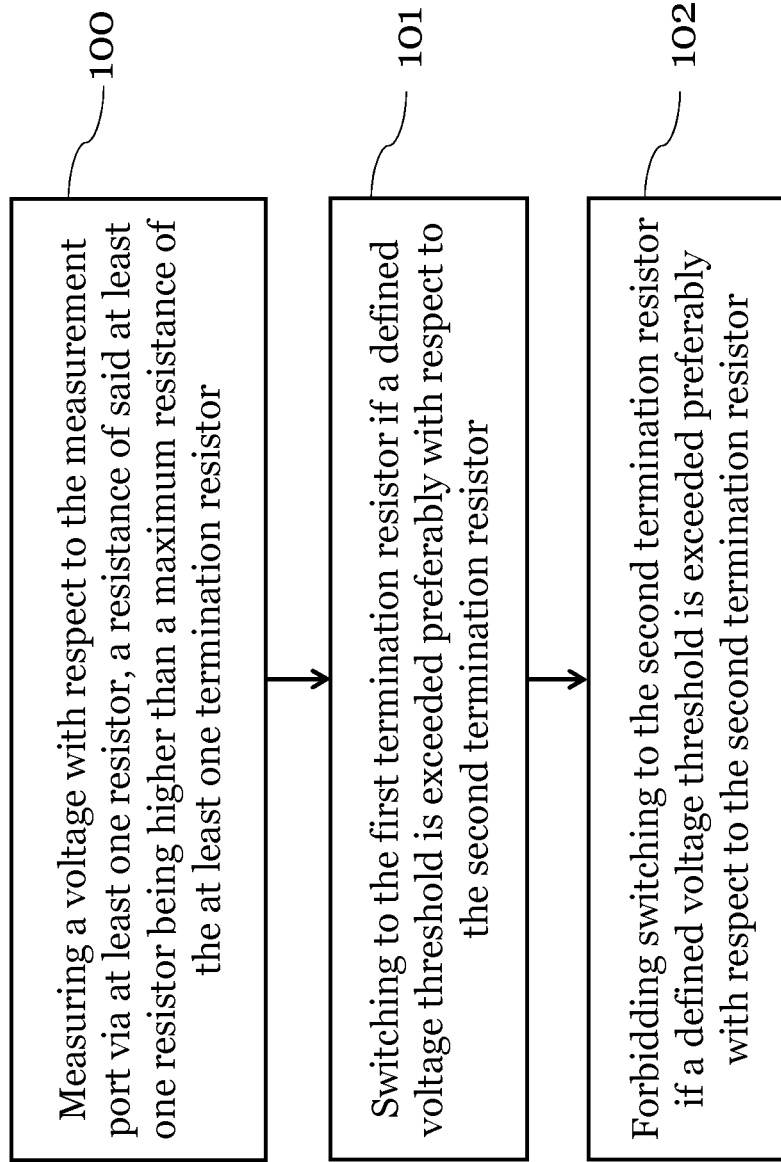 Measuring a voltage with respect to the measurement
port via at least one resistor, a resistance of said at least
one resistor being higher than a maximum resistance of
the at least one termination resistor
100
Switching to the first termination resistor if a defined
voltage threshold is exceeded preferably with respect to
the second termination resistor
101
Forbidding switching to the second termination resistor
if a defined voltage threshold is exceeded preferably
with respect to the second termination resistor
102